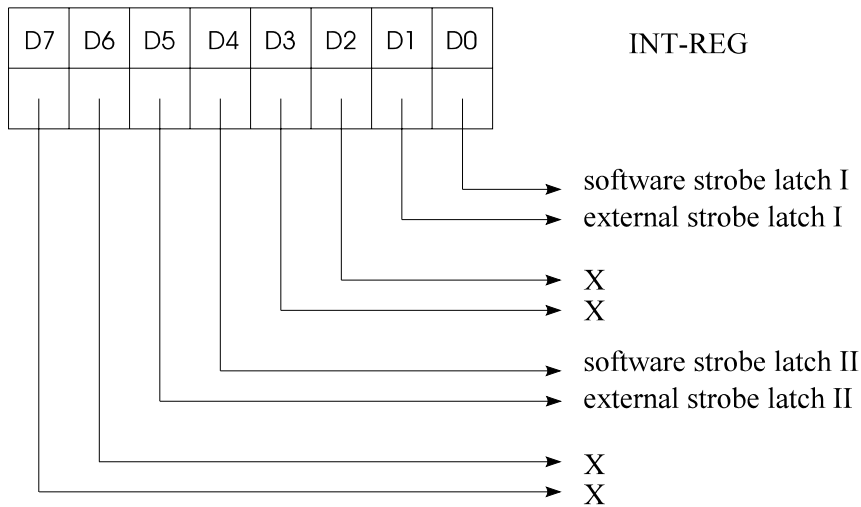 D7 D6 D5 D4 D3 D2 D1 D0
INT-REG
software strobe latch I
external strobe latch I
X
X
software strobe latch II
external strobe latch II
X
X